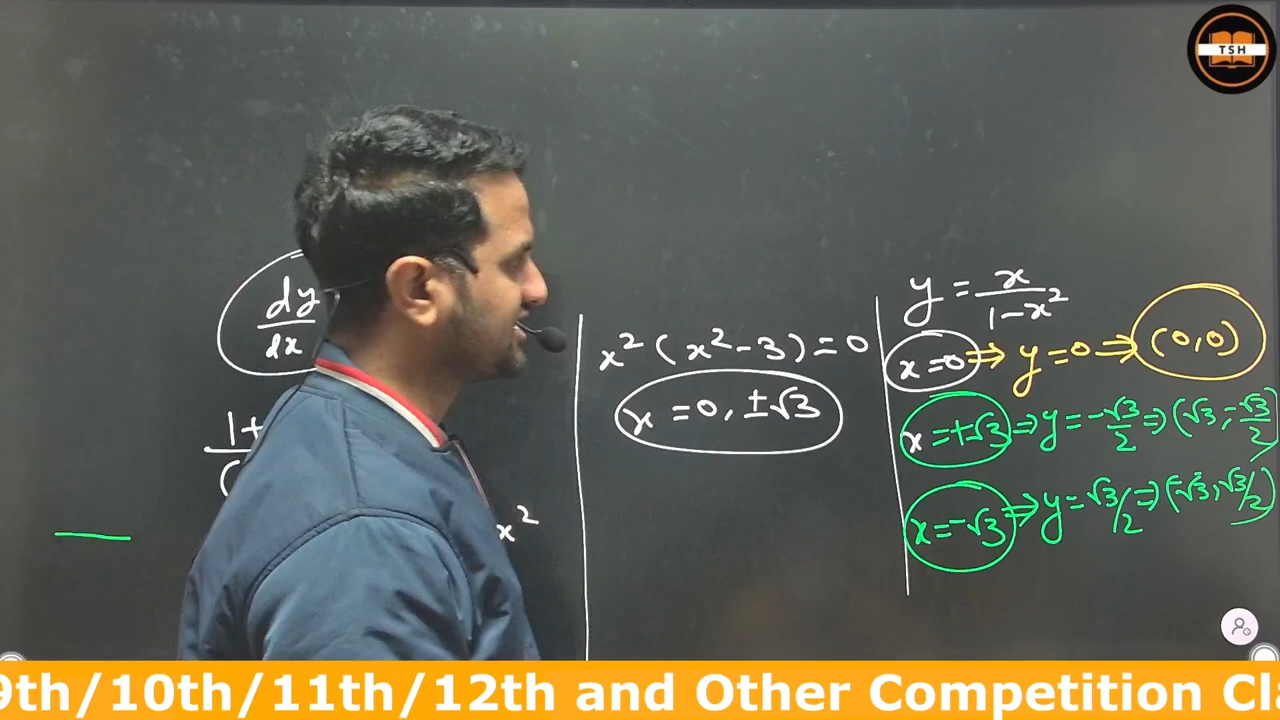 TSH
dy/dx
1+
(
x²
x²(x²-3)=0
x=0,±√3
y=x/1-x²
x=0⇒y=0⇒(0,0)
x=+√3⇒y=-√3/2⇒(√3,-√3/2)
x=-√3⇒y=√3/2⇒(-√3,√3/2)
9th/10th/11th/12th and Other Competition Cla